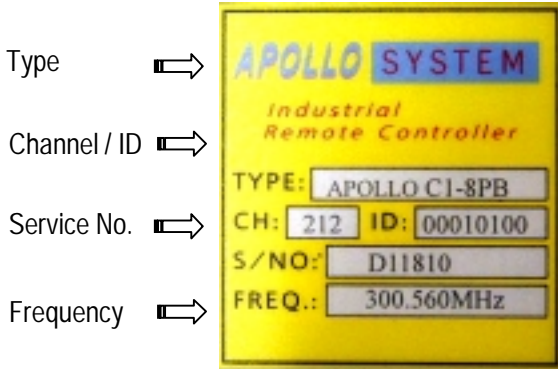 Type
APOLLO SYSTEM
Industrial
Channel / ID
Remote Controller
TYPE: APOLLO C1-8PB
Service No.
CH: 212 ID: 00010100
S/NO: D11810
Frequency
FREQ.: 300.560MHz